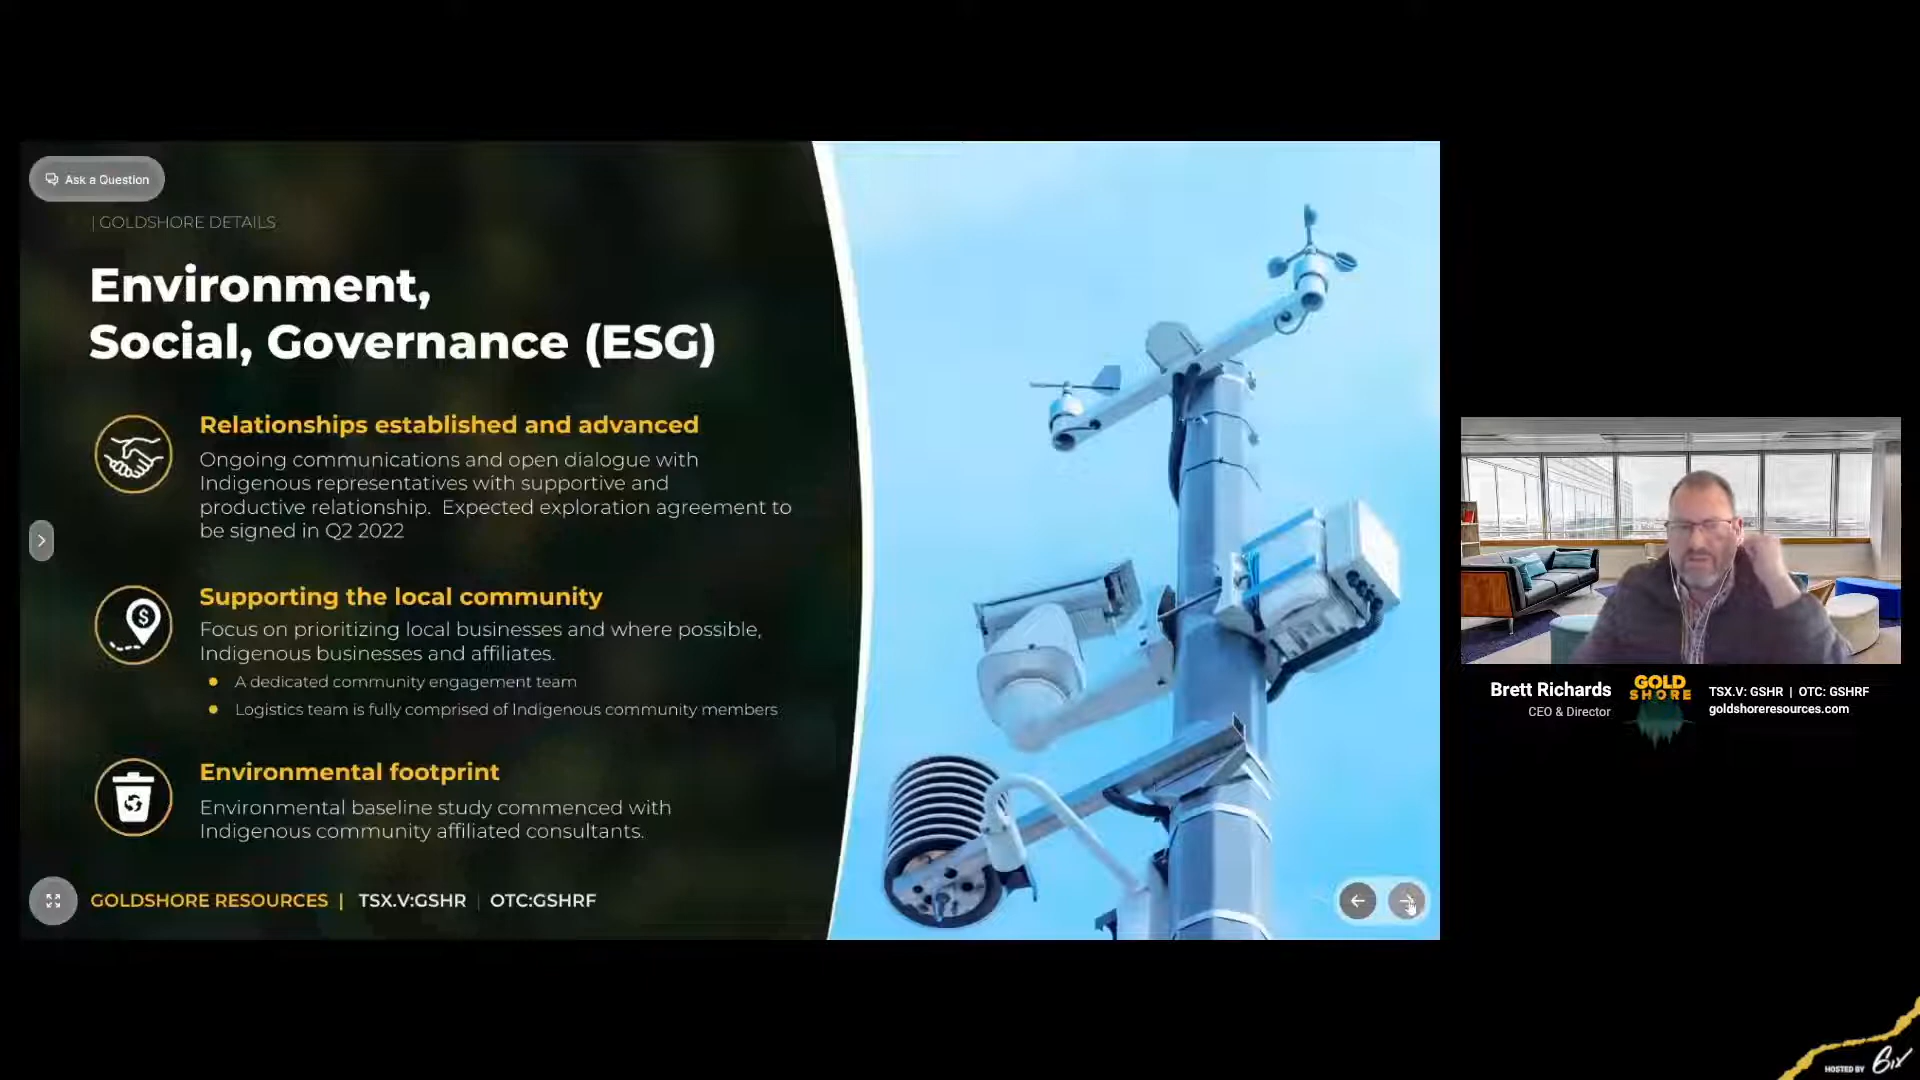 Ask a Question
| GOLDSHORE DETAILS
Environment,
Social, Governance (ESG)
Relationships established and advanced
Ongoing communications and open dialogue with
Indigenous representatives with supportive and
productive relationship. Expected exploration agreement to
be signed in Q2 2022
$
Supporting the local community
Focus on prioritizing local businesses and where possible,
Indigenous businesses and affiliates.
A dedicated community engagement team
Logistics team is fully comprised of Indigenous community members
Environmental footprint
Environmental baseline study commenced with
Indigenous community affiliated consultants.
GOLDSHORE RESOURCES | TSX.V:GSHR | OTC:GSHRF
Brett Richards
CEO & Director
GOLD
SHORE
TSX.V: GSHR | OTC: GSHRF
goldshoreresources.com
HOSTED BY 6ix